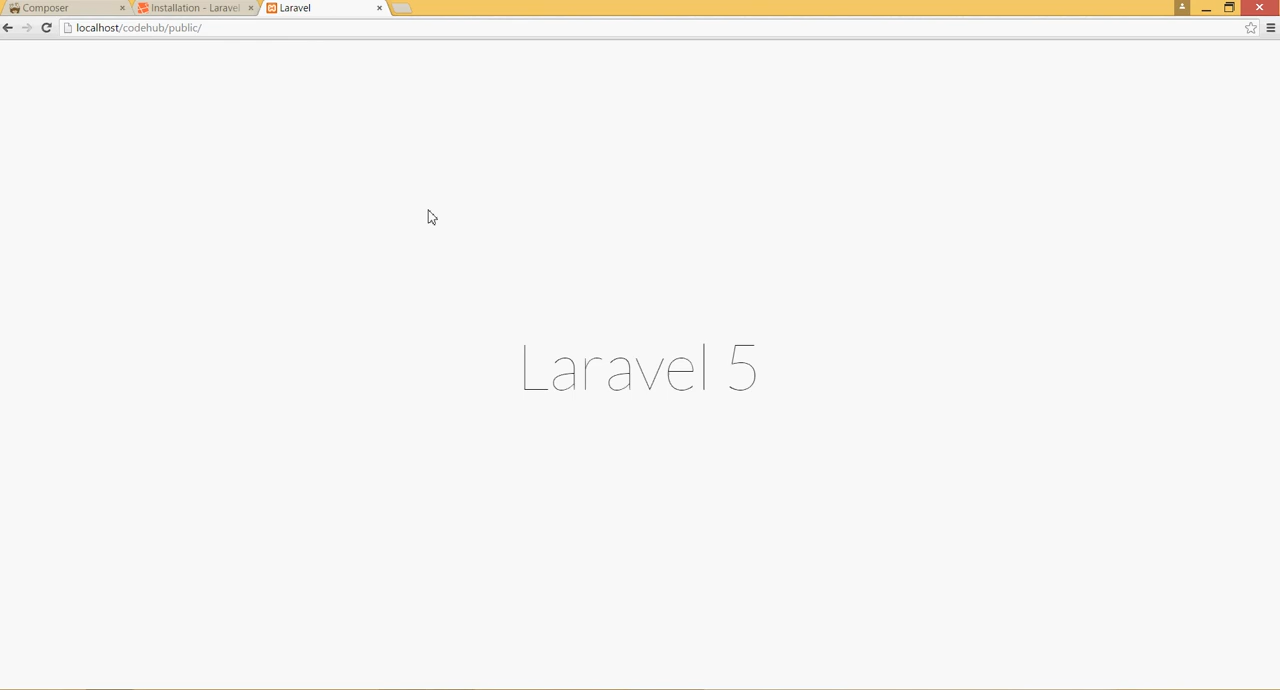 Composer
Installation - Laravel
Laravel
localhost/codehub/public/
Laravel 5